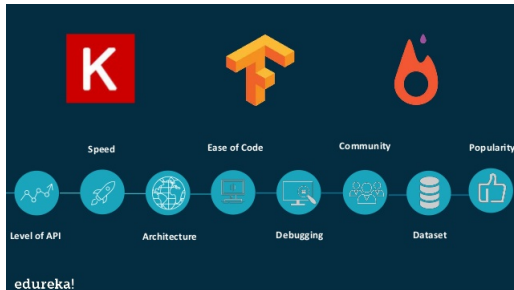 K
Speed
Ease of Code
Community
Popularity
Level of API
Architecture
Debugging
Dataset
edureka!